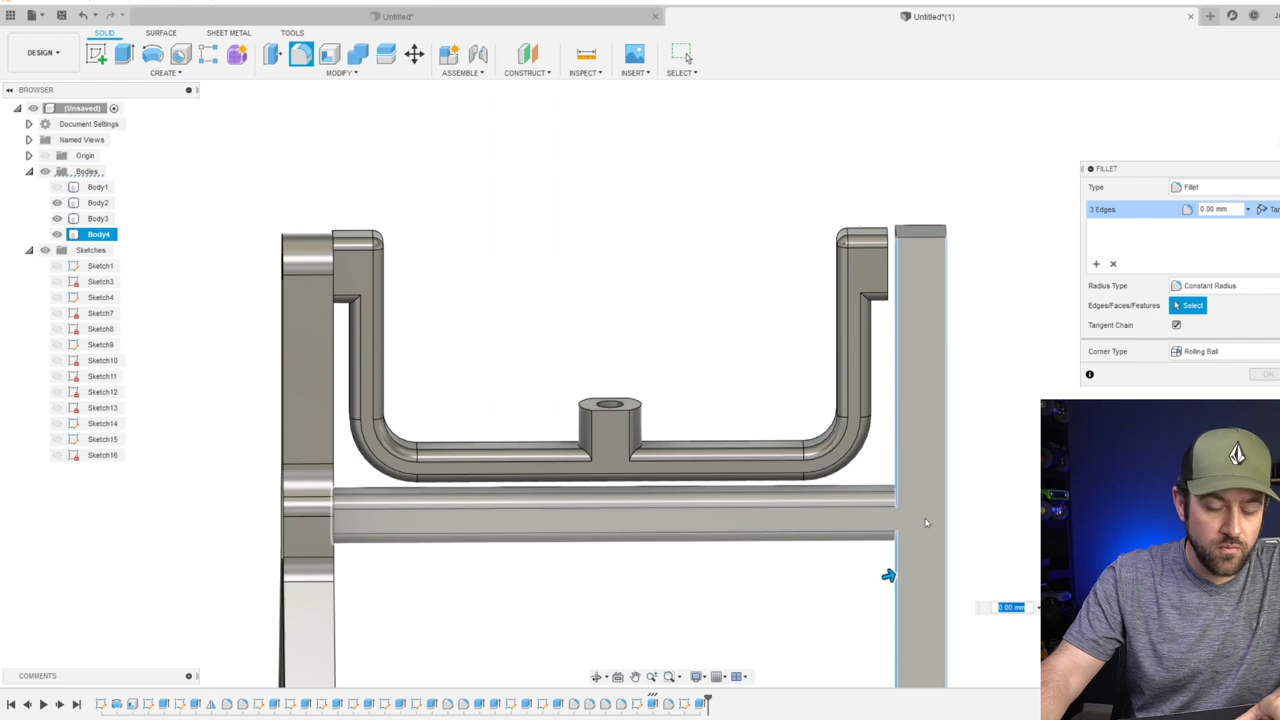 Untitled*
Untitled*(1)
SOLID
SURFACE
SHEET METAL
TOOLS
DESIGN
CREATE
MODIFY
ASSEMBLE
CONSTRUCT
INSPECT
INSERT
SELECT
BROWSER
(Unsaved)
Document Settings
Named Views
Origin
Bodies
Body1
Body2
Body3
Body4
Sketches
Sketch1
Sketch3
Sketch4
Sketch7
Sketch8
Sketch9
Sketch10
Sketch11
Sketch12
Sketch13
Sketch14
Sketch15
Sketch16
FILLET
Type
Fillet
3 Edges
0.00 mm
Tan
Radius Type
Constant Radius
Edges/Faces/Features
Select
Tangent Chain
Corner Type
Rolling Ball
OK
0.00 mm
COMMENTS